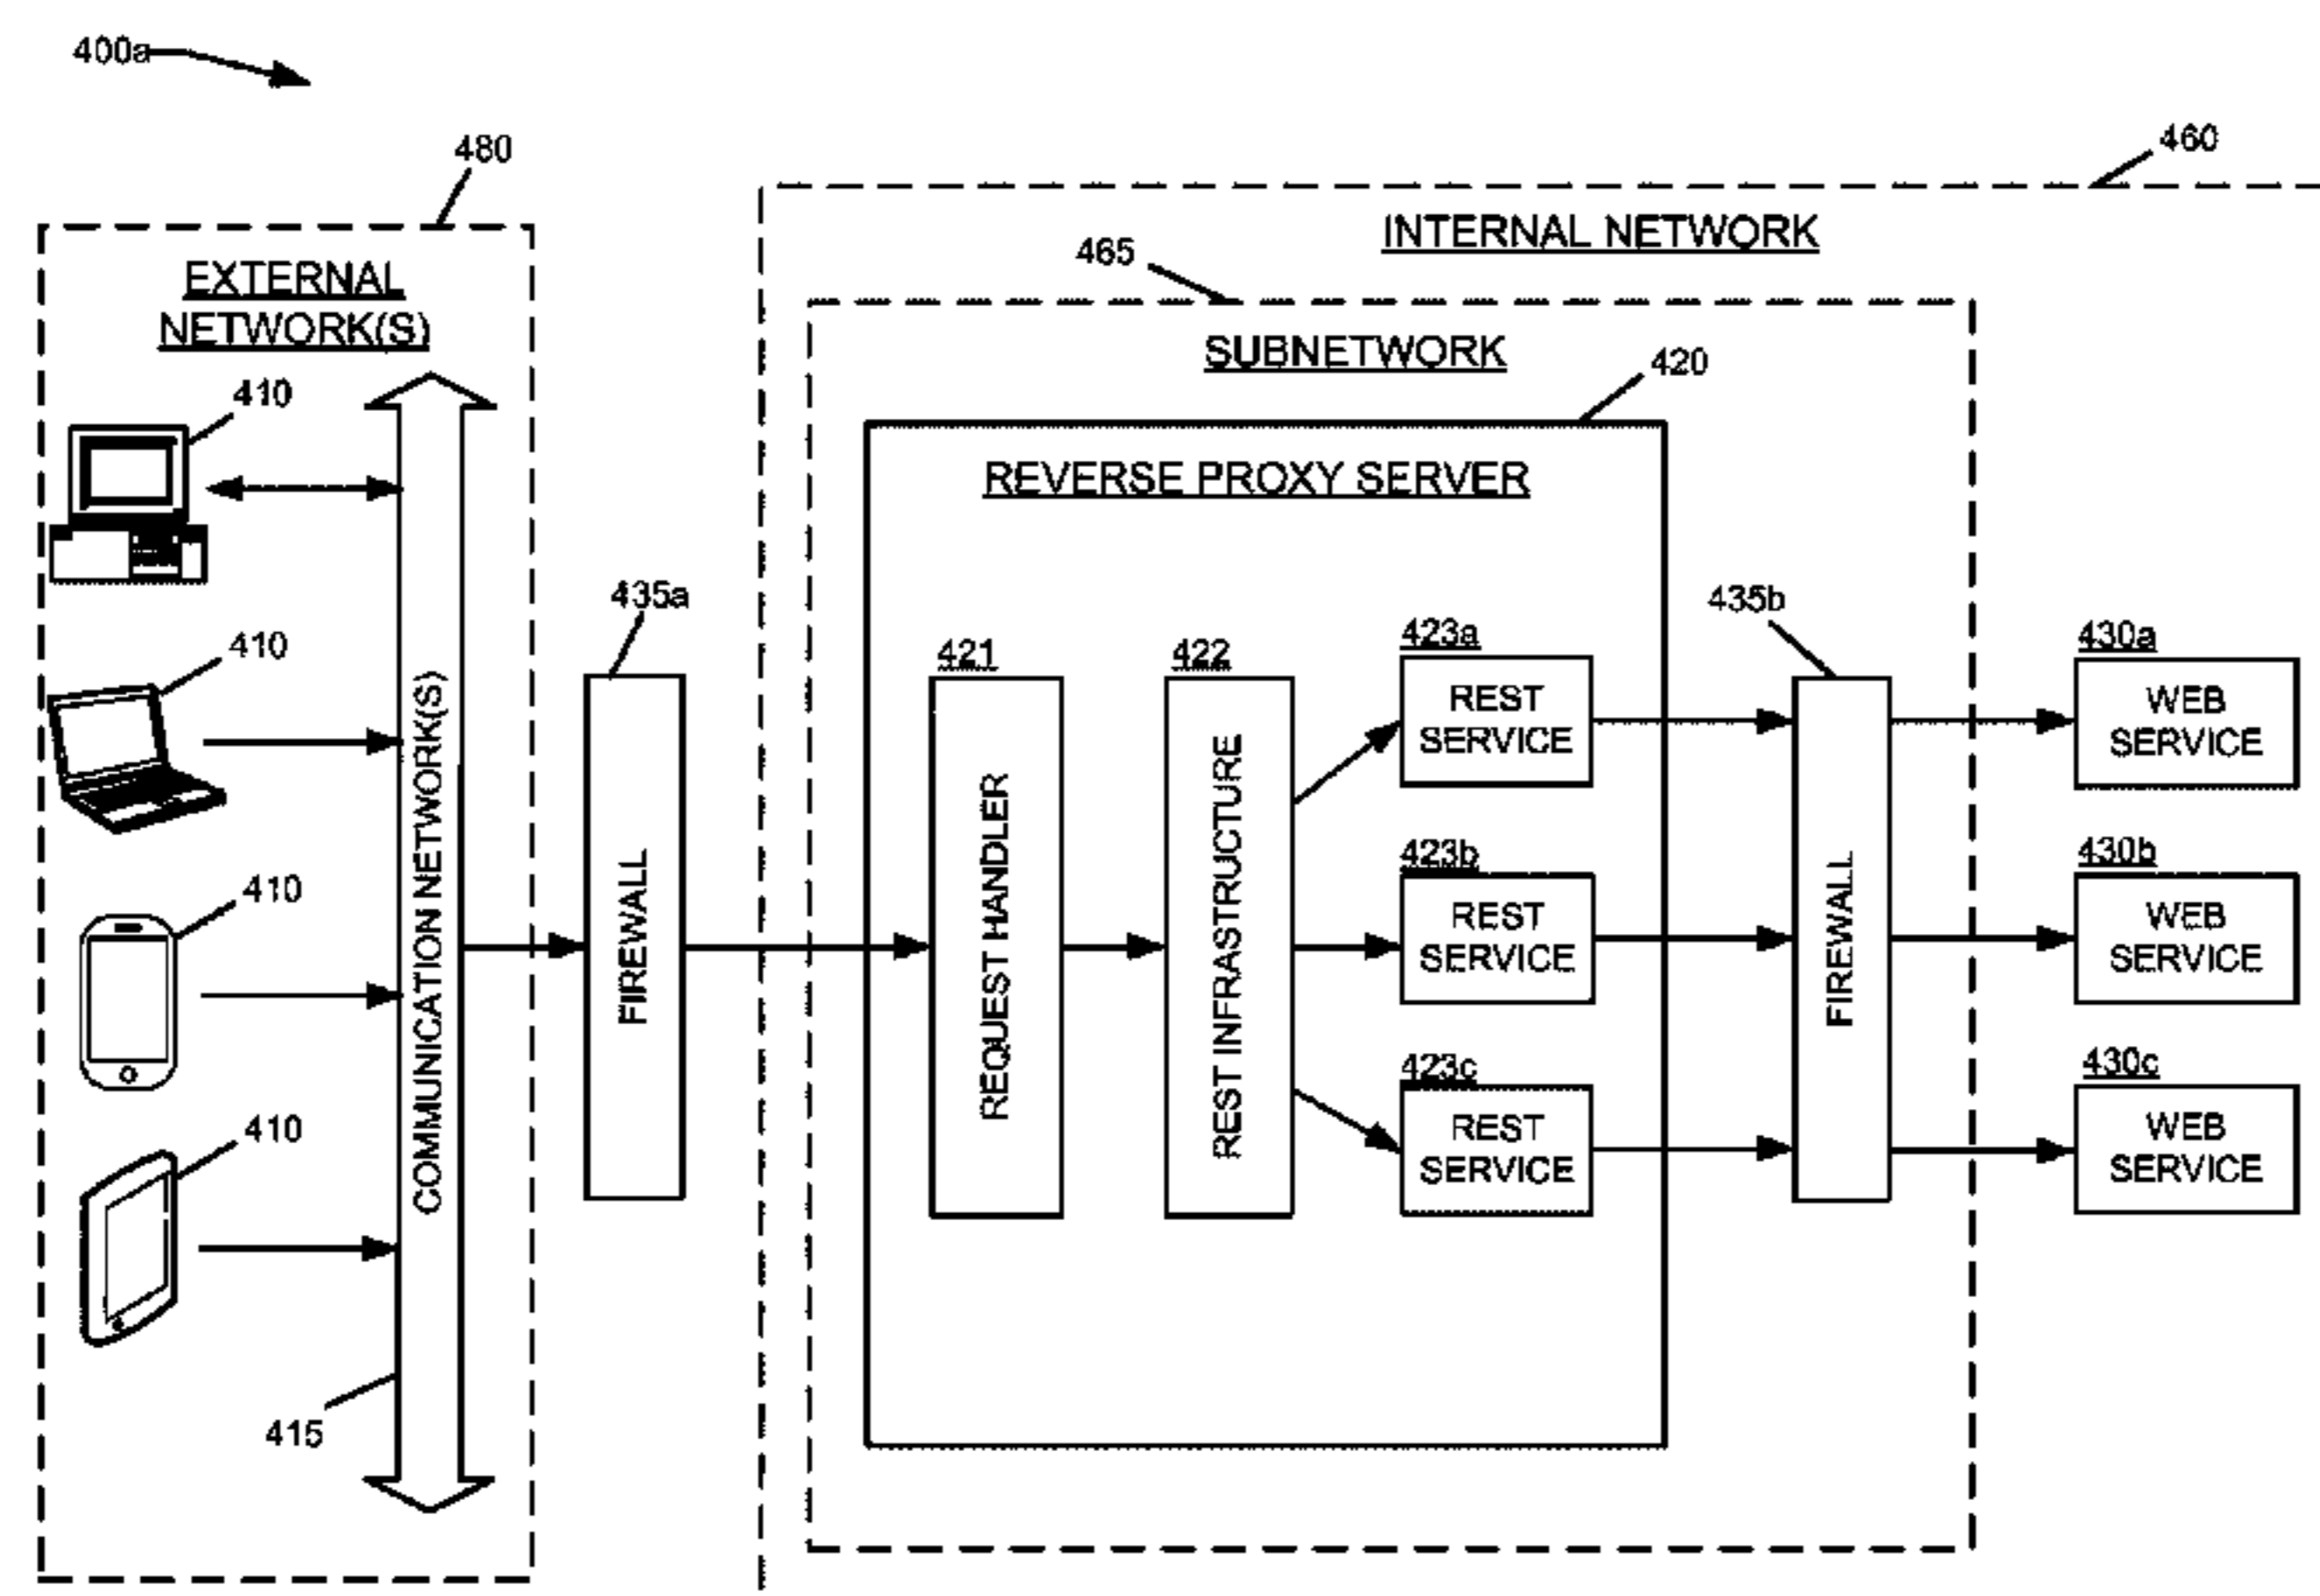 400a
480
460
EXTERNAL
NETWORK(S)
INTERNAL NETWORK
465
SUBNETWORK
420
410
REVERSE PROXY SERVER
410
410
410
COMMUNICATION NETWORK(S)
415
435a
FIREWALL
421
REQUEST HANDLER
422
REST INFRASTRUCTURE
423a
REST
SERVICE
423b
REST
SERVICE
423c
REST
SERVICE
435b
FIREWALL
430a
WEB
SERVICE
430b
WEB
SERVICE
430c
WEB
SERVICE